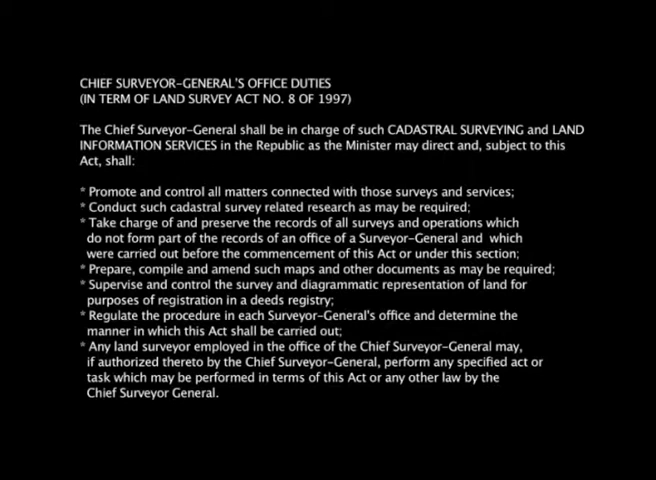 CHIEF SURVEYOR-GENERAL'S OFFICE DUTIES
(IN TERM OF LAND SURVEY ACT NO. 8 OF 1997)
The Chief Surveyor-General shall be in charge of such CADASTRAL SURVEYING and LAND
INFORMATION SERVICES in the Republic as the Minister may direct and, subject to this
Act, shall:
* Promote and control all matters connected with those surveys and services;
* Conduct such cadastral survey related research as may be required;
* Take charge of and preserve the records of all surveys and operations which
do not form part of the records of an office of a Surveyor-General and which
were carried out before the commencement of this Act or under this section;
* Prepare, compile and amend such maps and other documents as may be required;
* Supervise and control the survey and diagrammatic representation of land for
purposes of registration in a deeds registry;
* Regulate the procedure in each Surveyor-General's office and determine the
manner in which this Act shall be carried out;
* Any land surveyor employed in the office of the Chief Surveyor-General may,
if authorized thereto by the Chief Surveyor-General, perform any specified act or
task which may be performed in terms of this Act or any other law by the
Chief Surveyor General.